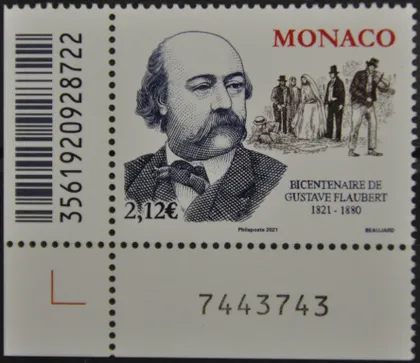 3561920928722
MONACO
BICENTENAIRE DE
GUSTAVE FLAUBERT
1821 - 1880
2,12€
Philaposte 2021
BEAUJARD
7443743